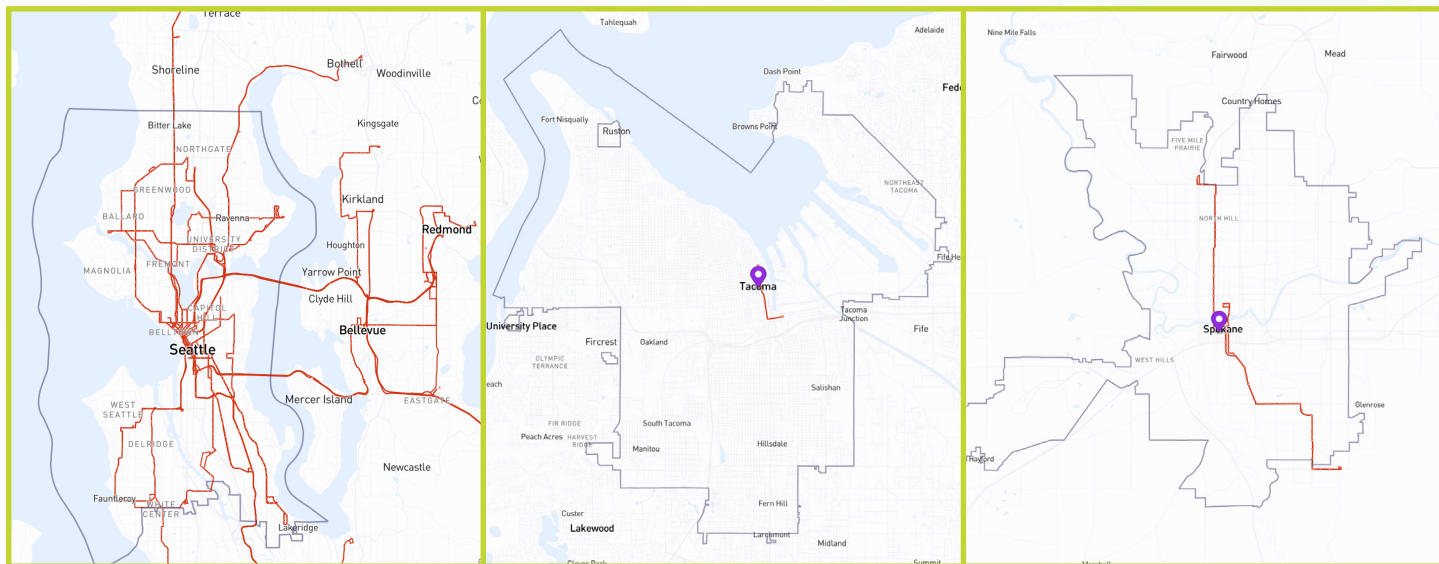 Terrace
Shoreline
Bothell
Woodinville
Bitter Lake
Kingsgate
NORTHGATE
GREENWOOD
Kirkland
BALLARD
Ravenna
Redmond
UNIVERSITY
DISTRICT
Houghton
FREMONT
MAGNOLIA
Yarrow Point
Clyde Hill
CAPITOL
HILL
BELLTOWN
Bellevue
Seattle
Mercer Island
EASTGATE
WEST
SEATTLE
DELRIDGE
Newcastle
Fauntleroy
WHITE
CENTER
Lakeridge
Tahlequah
Adelaide
Dash Point
Fort Nisqually
Ruston
Browns Point
NORTHEAST
TACOMA
Tacoma
Tacoma
Junction
University Place
Fife
Fircrest
Oakland
OLYMPIC
TERRANCE
Salishan
FIR RIDGE
South Tacoma
Peach Acres
HARVEST
RIDGE
Manitou
Hillsdale
Fern Hill
Custer
Lakewood
Larchmont
Midland
Summit
Nine Mile Falls
Fairwood
Mead
Country Homes
FIVE MILE
PRAIRIE
NORTH HILL
Spokane
WEST HILLS
Glenrose
Hayford